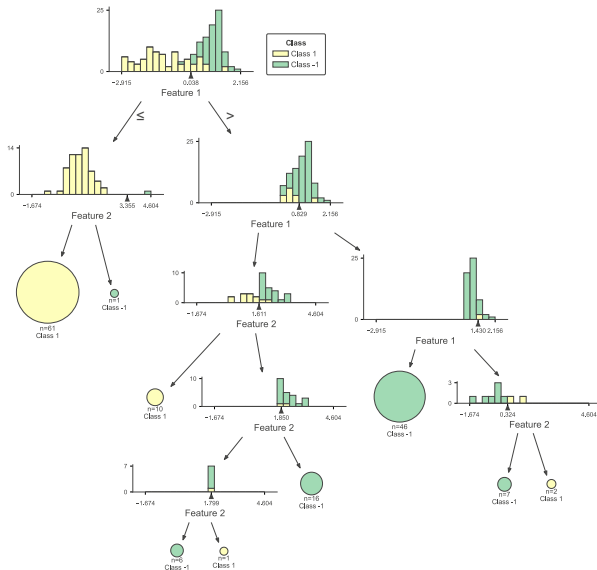 25
0
-2.915
0.038
2.156
Feature 1
Class
Class 1
Class -1
≤
>
14
0
-1.674
3.355
4.604
Feature 2
25
0
-2.915
0.829
2.156
Feature 1
n=61
Class 1
n=1
Class -1
10
0
-1.674
1.611
4.604
Feature 2
25
0
-2.915
1.430
2.156
Feature 1
n=10
Class 1
10
0
-1.674
1.850
4.604
Feature 2
n=46
Class -1
3
0
-1.674
0.324
4.604
Feature 2
7
0
-1.674
1.799
4.604
Feature 2
n=16
Class -1
n=7
Class -1
n=2
Class 1
n=6
Class -1
n=1
Class 1